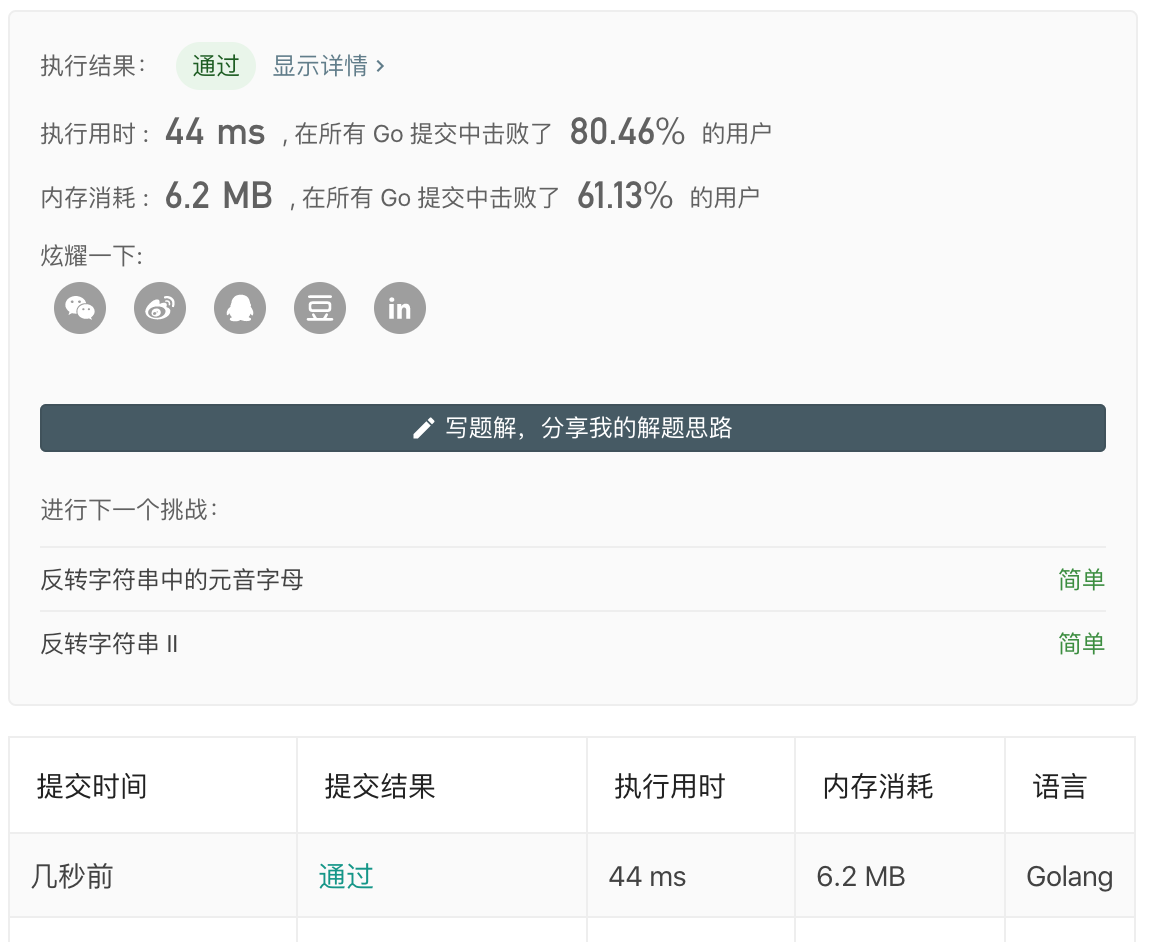 执行结果： 通过 显示详情 ›
执行用时 : 44 ms , 在所有 Go 提交中击败了 80.46% 的用户
内存消耗 : 6.2 MB , 在所有 Go 提交中击败了 61.13% 的用户
炫耀一下:
豆 in
写题解，分享我的解题思路
进行下一个挑战：
反转字符串中的元音字母 简单
反转字符串 II 简单
提交时间 提交结果 执行用时 内存消耗 语言
几秒前 通过 44 ms 6.2 MB Golang